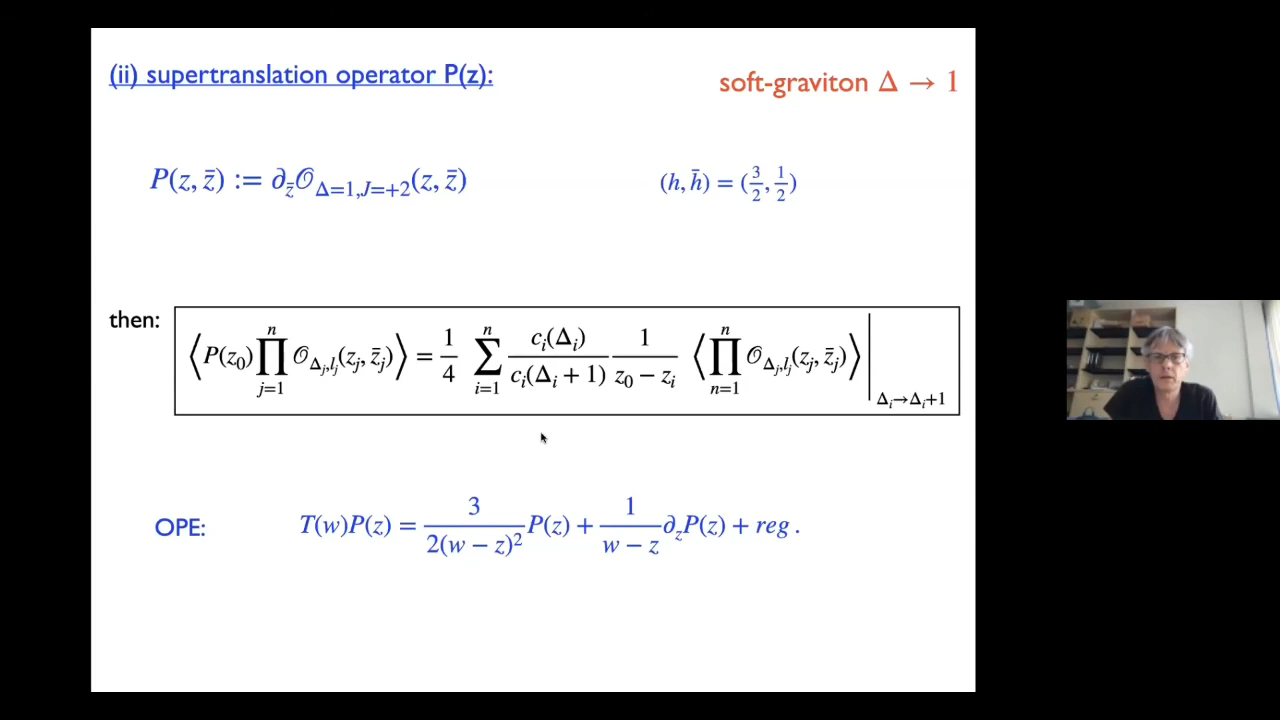 (ii) supertranslation operator P(z):
soft-graviton Δ → 1
P(z, z̄) := ∂_z̄ 𝒪_{Δ=1,J=+2}(z, z̄)
(h, h̄) = (3/2, 1/2)
then: ⟨P(z₀) ∏_{j=1}^{n} 𝒪_{Δ_j,l_j}(z_j, z̄_j)⟩ = 1/4 ∑_{i=1}^{n} c_i(Δ_i)/c_i(Δ_i + 1) 1/(z₀ − z_i) ⟨∏_{n=1}^{n} 𝒪_{Δ_j,l_j}(z_j, z̄_j)⟩|_{Δ_i→Δ_i+1}
OPE: T(w)P(z) = 3/(2(w − z)²) P(z) + 1/(w − z) ∂_z P(z) + reg .